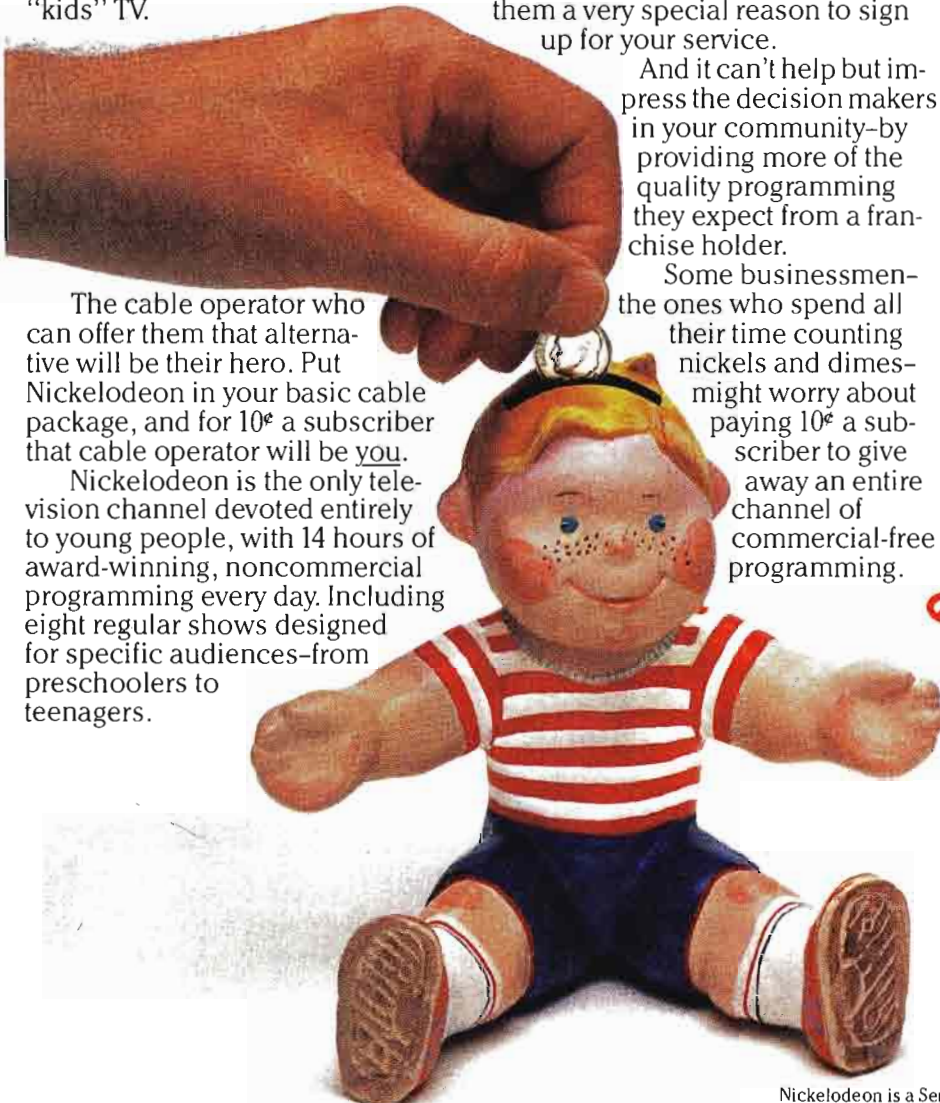 "kids" TV.
The cable operator who
can offer them that alterna-
tive will be their hero. Put
Nickelodeon in your basic cable
package, and for 10¢ a subscriber
that cable operator will be you.
Nickelodeon is the only tele-
vision channel devoted entirely
to young people, with 14 hours of
award-winning, noncommercial
programming every day. Including
eight regular shows designed
for specific audiences–from
preschoolers to
teenagers.
them a very special reason to sign
up for your service.
And it can't help but im-
press the decision makers
in your community–by
providing more of the
quality programming
they expect from a fran-
chise holder.
Some businessmen–
the ones who spend all
their time counting
nickels and dimes–
might worry about
paying 10¢ a sub-
scriber to give
away an entire
channel of
commercial-free
programming.
Nickelodeon is a Ser